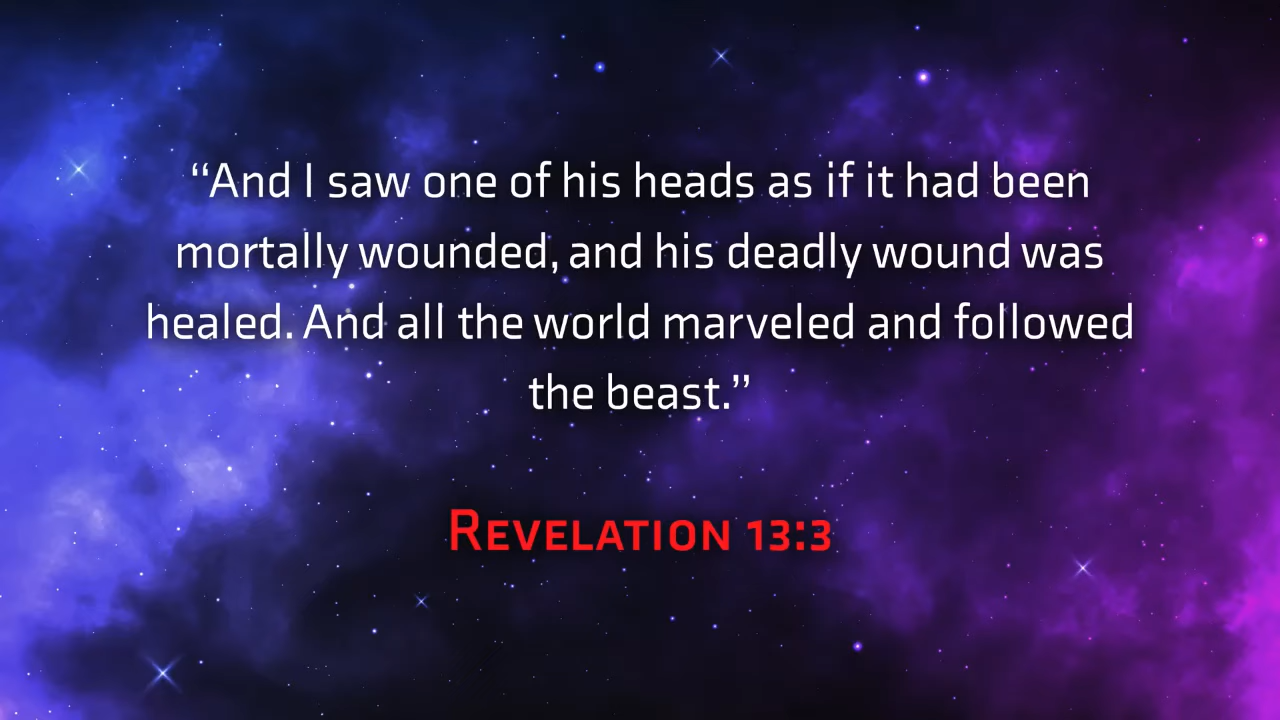 “And I saw one of his heads as if it had been
mortally wounded, and his deadly wound was
healed. And all the world marveled and followed
the beast.”
Revelation 13:3